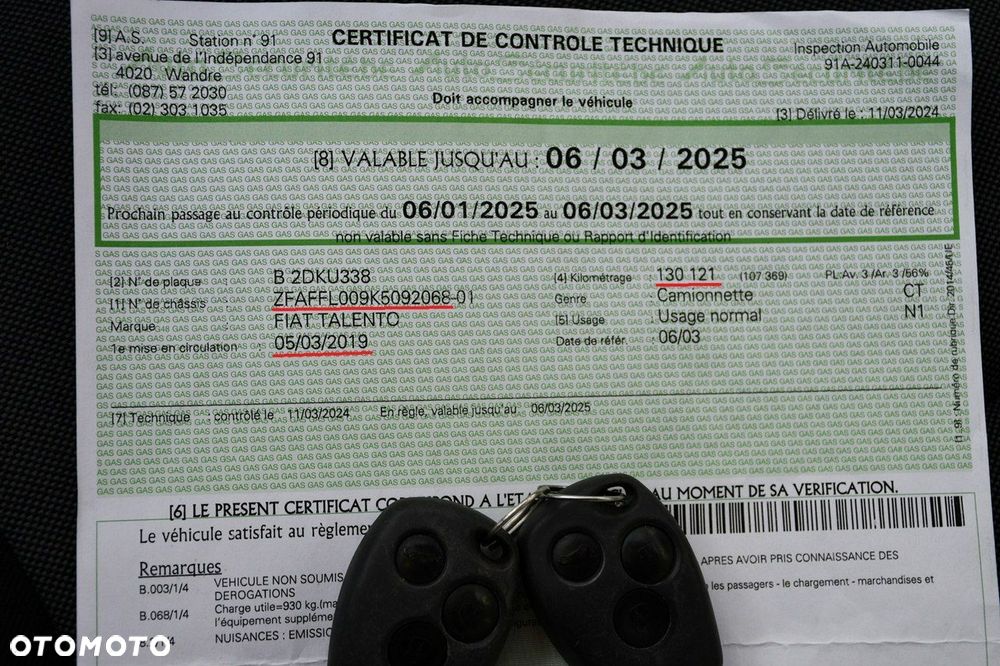 [9] A.S. Station n° 91
[3] avenue de l'Indépendance 91
4020 Wandre
tél: (087) 57 2030
fax: (02) 303 1035
CERTIFICAT DE CONTROLE TECHNIQUE
Doit accompagner le véhicule
Inspection Automobile
91A-240311-0044
[3] Délivré le : 11/03/2024
[8] VALABLE JUSQU'AU : 06 / 03 / 2025
Prochain passage au contrôle périodique du 06/01/2025 au 06/03/2025 tout en conservant la date de référence
non valable sans Fiche Technique ou Rapport d'Identification
[2] N° de plaque : B 2DKU338
[1] N° de châssis : ZFAFFL009K5092068-01
Marque : FIAT TALENTO
1e mise en circulation : 05/03/2019
[4] Kilométrage : 130 121 (107 369)
Genre : Camionnette
[5] Usage : Usage normal
Date de référ. : 06/03
PL Av. 3 /Ar. 3 /56%
CT
N1
[7] Technique : contrôlé le 11/03/2024 En règle, valable jusqu'au 06/03/2025
[6] LE PRESENT CERTIFICAT AU MOMENT DE SA VERIFICATION.
Le véhicule satisfait au
APRES AVOIR PRIS CONNAISSANCE DES
Remarques
B.003/1/4 VEHICULE NON SOUMIS
DEROGATIONS
les passagers - le chargement - marchandises et
B.068/1/4 Charge utile=930 kg.
l'équipement
NUISANCES :
OTOMOTO